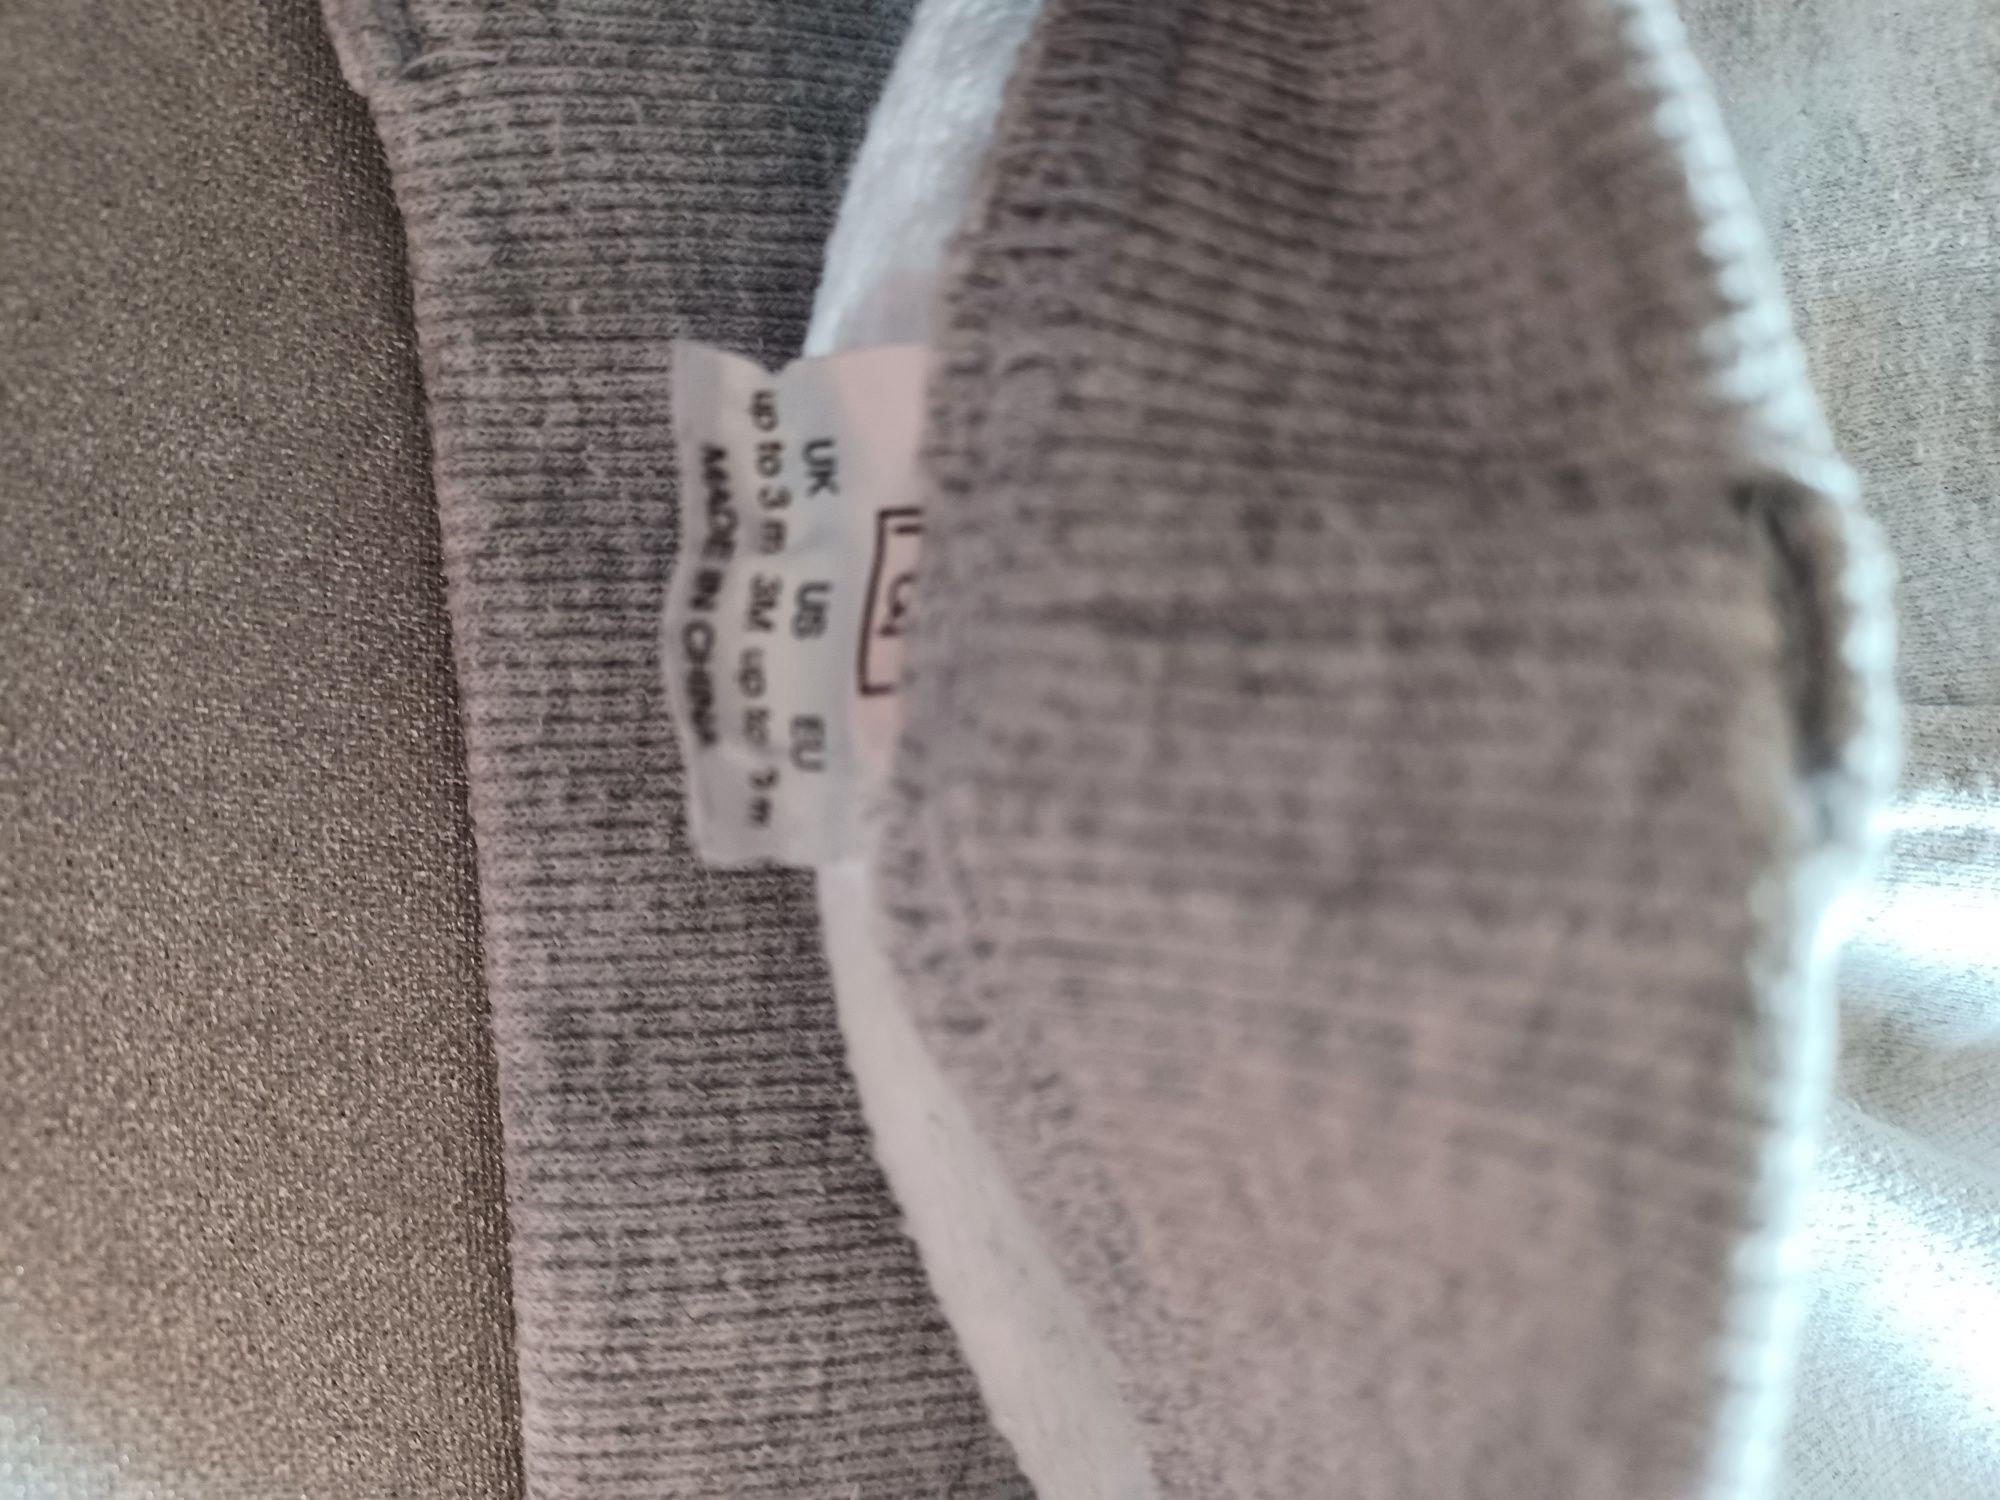 UK US EU
up to 3 m 3M up to 3 m
MADE IN CHINA